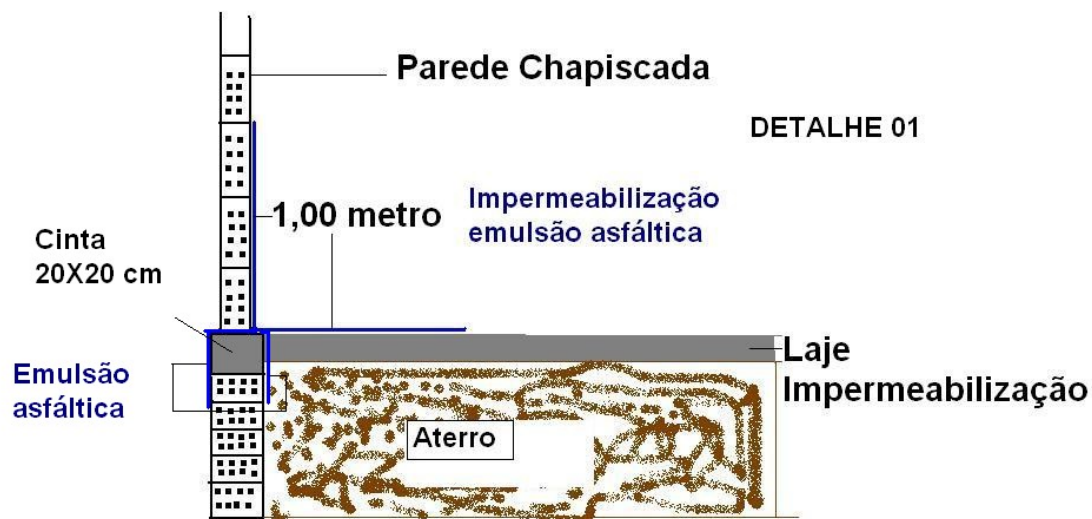 Parede Chapiscada
DETALHE 01
Impermeabilização
emulsão asfáltica
1,00 metro
Cinta
20X20 cm
Laje
Impermeabilização
Emulsão
asfáltica
Aterro